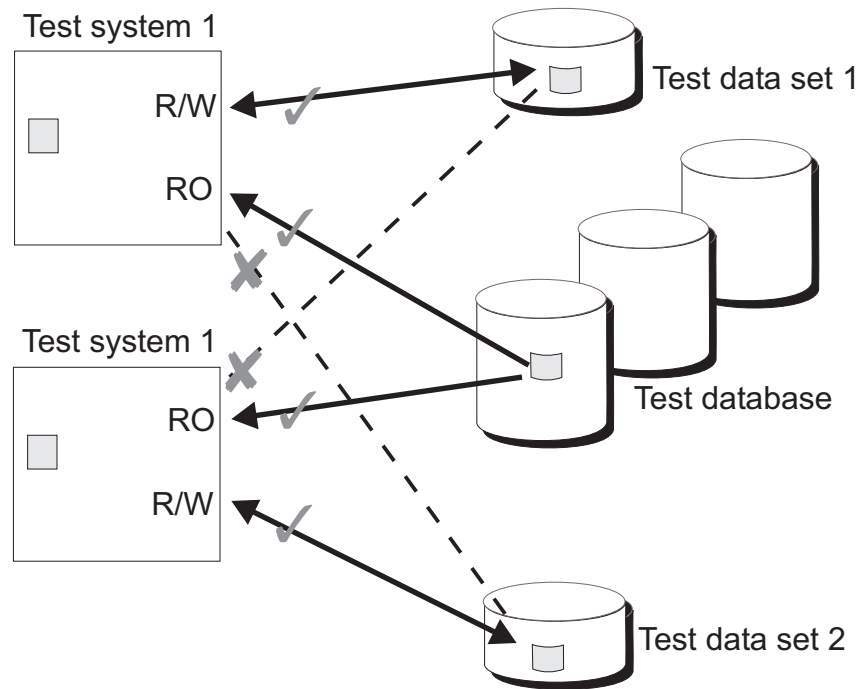 Test system 1
Test data set 1
R/W
RO
Test system 1
Test database
RO
R/W
Test data set 2